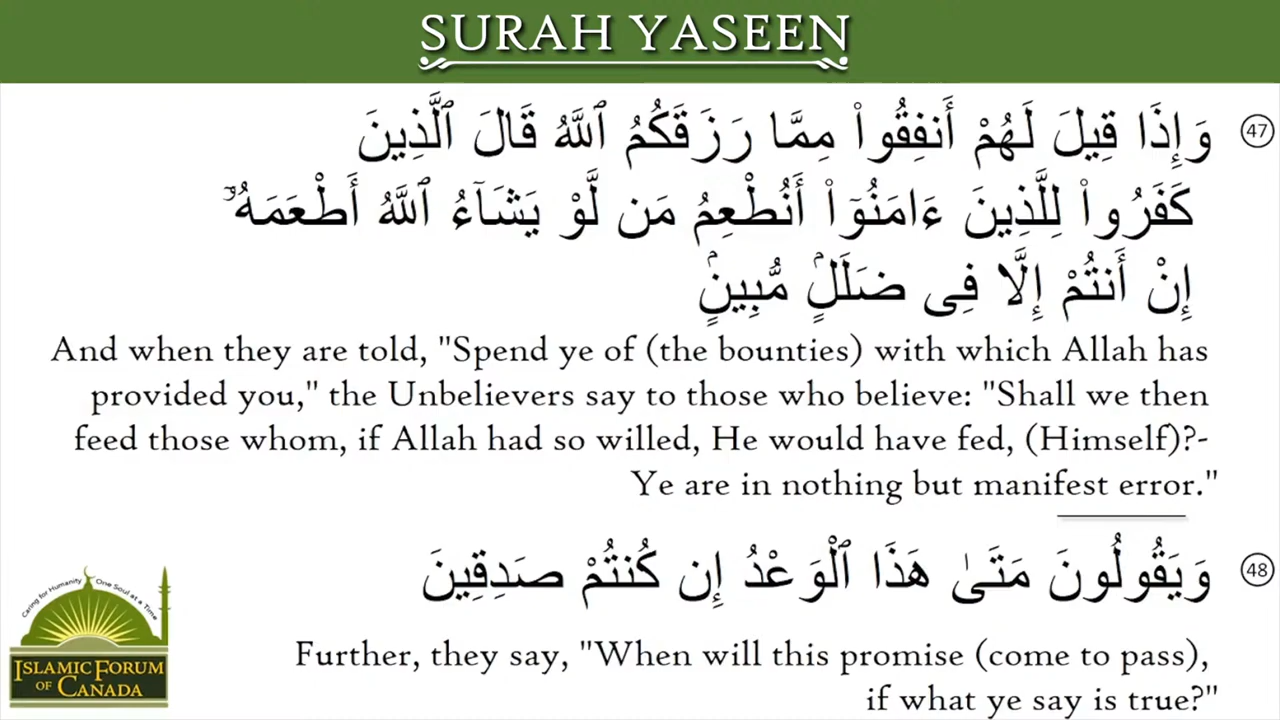 SURAH YASEEN
وَإِذَا قِيلَ لَهُمْ أَنفِقُوا۟ مِمَّا رَزَقَكُمُ ٱللَّهُ قَالَ ٱلَّذِينَ 47
كَفَرُوا۟ لِلَّذِينَ ءَامَنُوٓا۟ أَنُطْعِمُ مَن لَّوْ يَشَآءُ ٱللَّهُ أَطْعَمَهُۥٓ
إِنْ أَنتُمْ إِلَّا فِى ضَلَلٍۢ مُّبِينٍۢ
And when they are told, "Spend ye of (the bounties) with which Allah has
provided you," the Unbelievers say to those who believe: "Shall we then
feed those whom, if Allah had so willed, He would have fed, (Himself)?-
Ye are in nothing but manifest error."
وَيَقُولُونَ مَتَىٰ هَذَا ٱلْوَعْدُ إِن كُنتُمْ صَدِقِينَ 48
Further, they say, "When will this promise (come to pass),
if what ye say is true?"
Caring for Humanity One Soul at a Time
ISLAMIC FORUM
OF CANADA